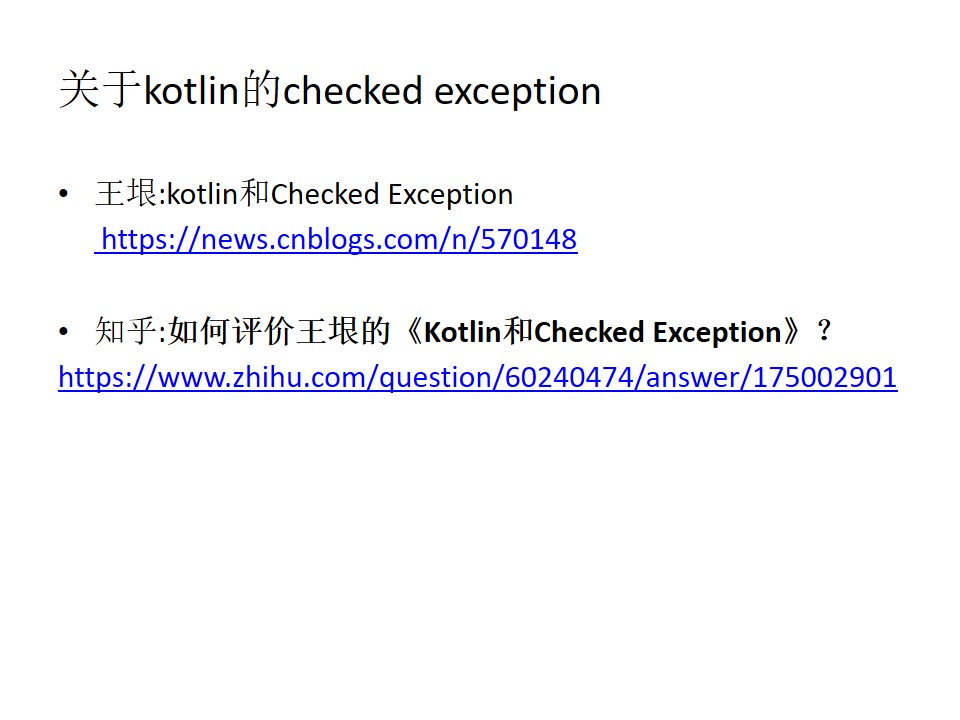 关于kotlin的checked exception
• 王垠:kotlin和Checked Exception
https://news.cnblogs.com/n/570148
• 知乎:如何评价王垠的《Kotlin和Checked Exception》?
https://www.zhihu.com/question/60240474/answer/175002901